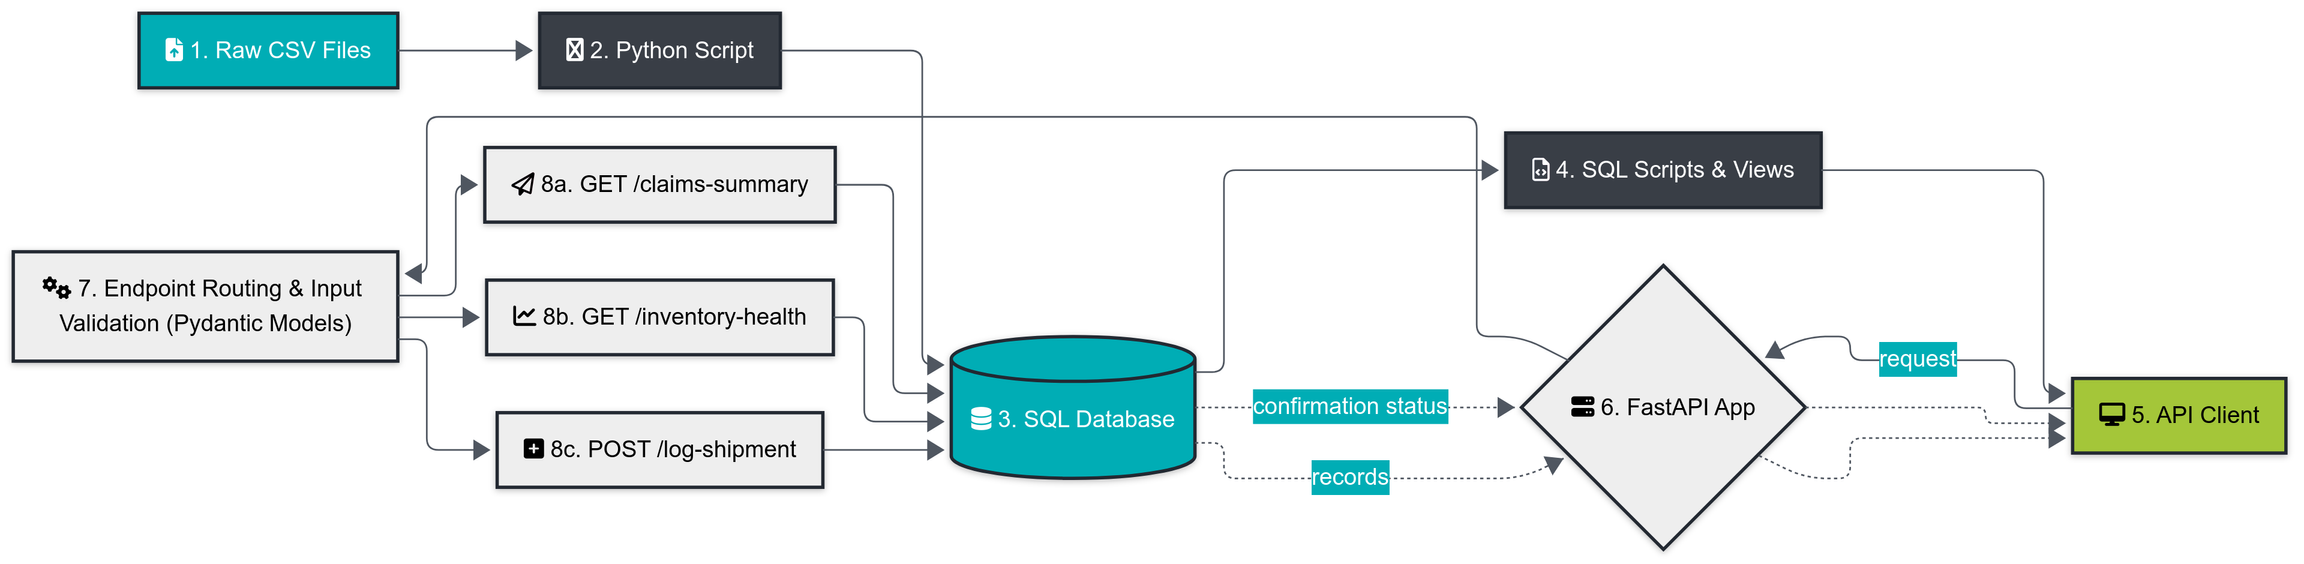 1. Raw CSV Files
2. Python Script
8a. GET /claims-summary
4. SQL Scripts & Views
7. Endpoint Routing & Input
Validation (Pydantic Models)
8b. GET /inventory-health
request
confirmation status
3. SQL Database
6. FastAPI App
5. API Client
8c. POST /log-shipment
records